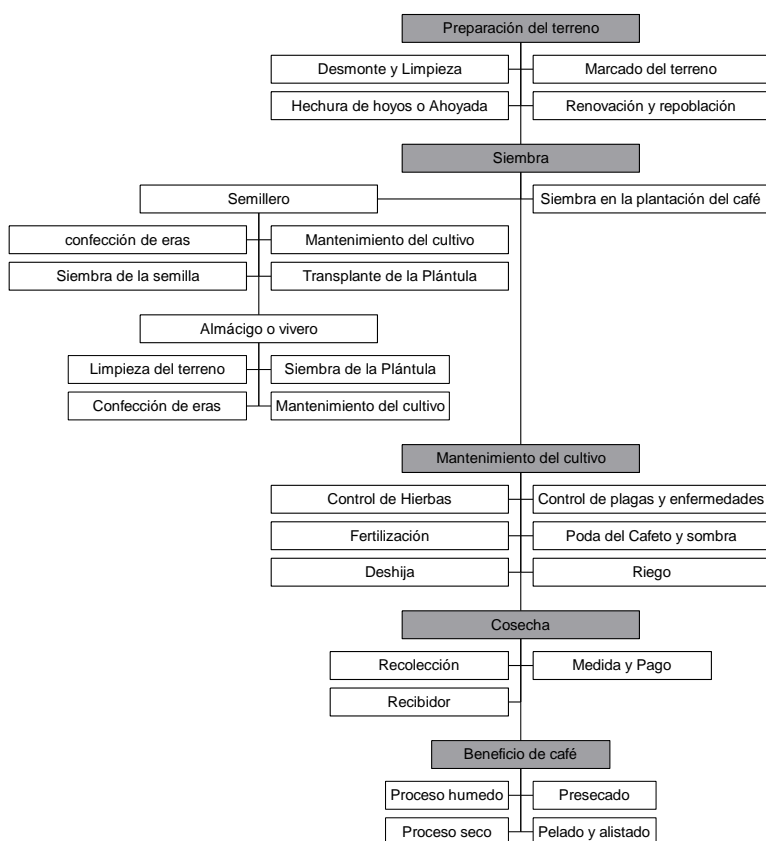 Preparación del terreno
Desmonte y Limpieza
Marcado del terreno
Hechura de hoyos o Ahoyada
Renovación y repoblación
Siembra
Semillero
Siembra en la plantación del café
confección de eras
Mantenimiento del cultivo
Siembra de la semilla
Transplante de la Plántula
Almácigo o vivero
Limpieza del terreno
Siembra de la Plántula
Confección de eras
Mantenimiento del cultivo
Mantenimiento del cultivo
Control de Hierbas
Control de plagas y enfermedades
Fertilización
Poda del Cafeto y sombra
Deshija
Riego
Cosecha
Recolección
Medida y Pago
Recibidor
Beneficio de café
Proceso humedo
Presecado
Proceso seco
Pelado y alistado